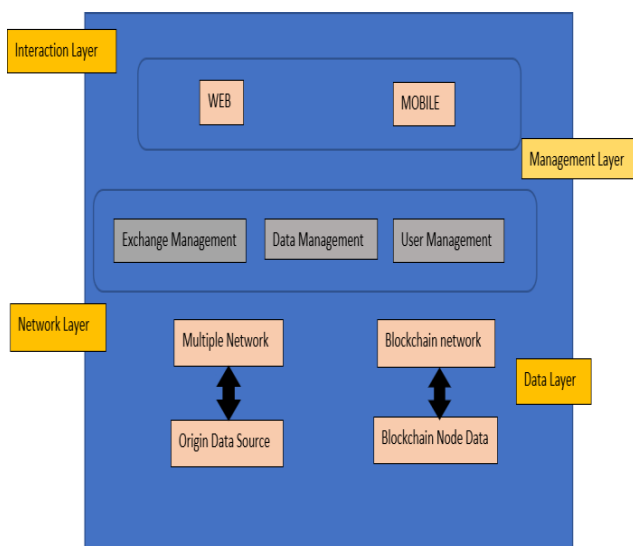 Interaction Layer
WEB
MOBILE
Management Layer
Exchange Management
Data Management
User Management
Network Layer
Multiple Network
Blockchain network
Data Layer
Origin Data Source
Blockchain Node Data